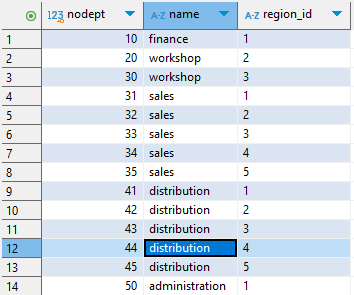 123 nodept A-Z name A-Z region_id
1 10 finance 1
2 20 workshop 2
3 30 workshop 3
4 31 sales 1
5 32 sales 2
6 33 sales 3
7 34 sales 4
8 35 sales 5
9 41 distribution 1
10 42 distribution 2
11 43 distribution 3
12 44 distribution 4
13 45 distribution 5
14 50 administration 1